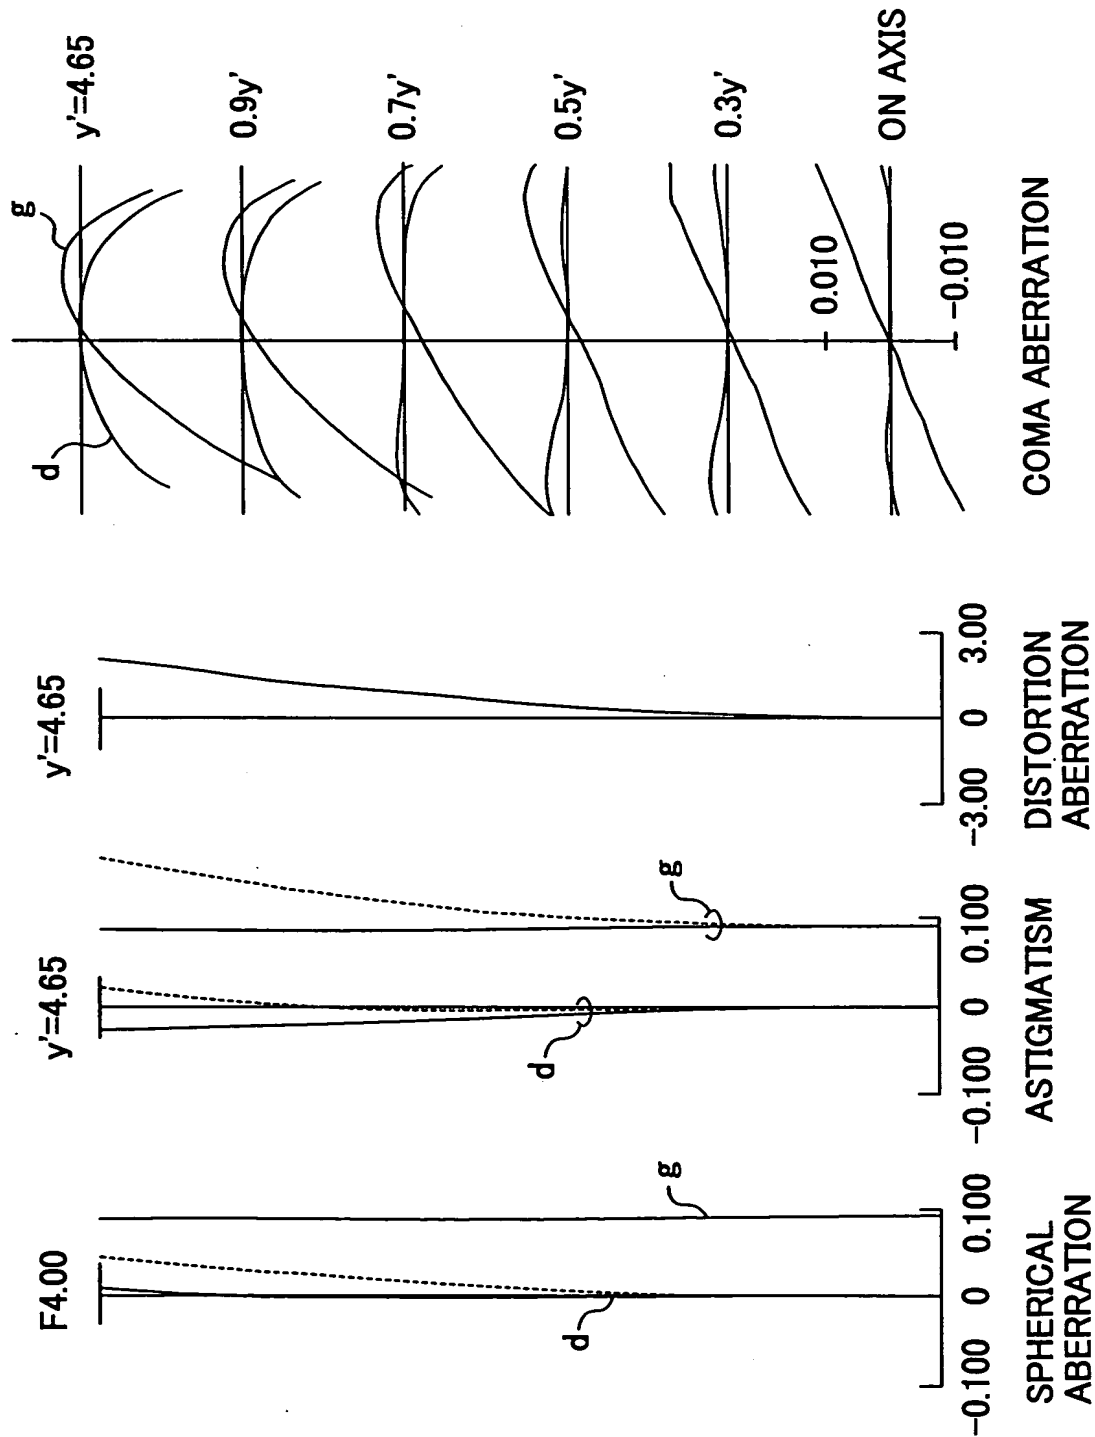 F4.00
g
d
-0.100
0
0.100
SPHERICAL
ABERRATION
y'=4.65
d
g
-0.100
0
0.100
ASTIGMATISM
y'=4.65
-3.00
0
3.00
DISTORTION
ABERRATION
g
d
y'=4.65
0.9y'
0.7y'
0.5y'
0.3y'
0.010
ON AXIS
-0.010
COMA ABERRATION